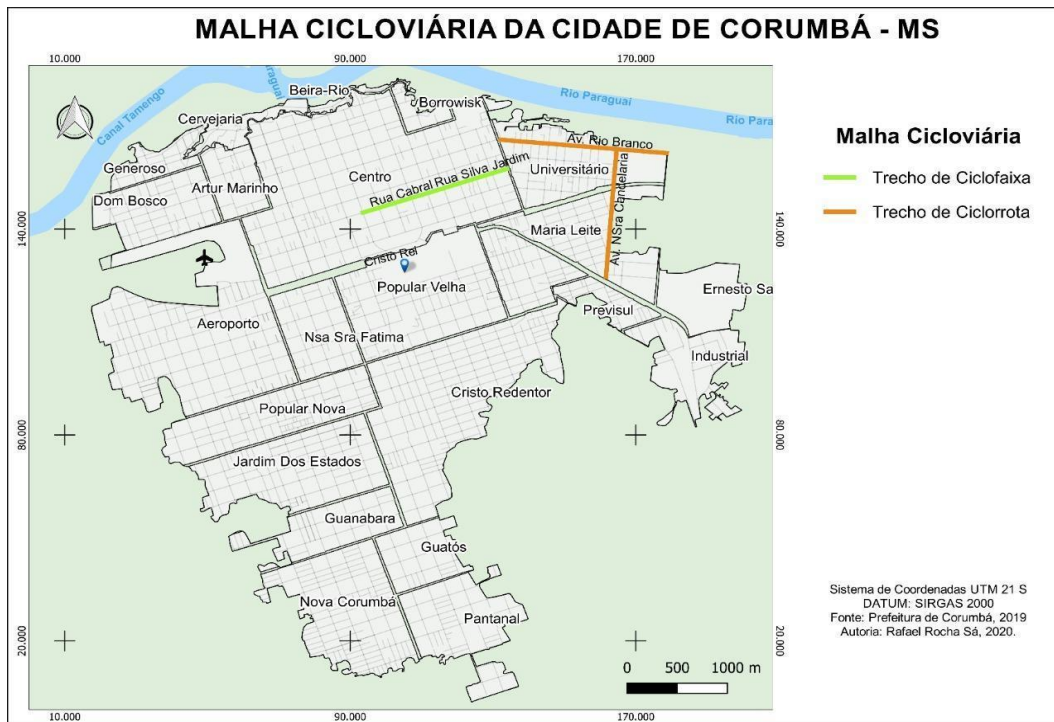 MALHA CICLOVIÁRIA DA CIDADE DE CORUMBÁ - MS
10.000
90.000
170.000
Canal Tamengo
Paraguai
Beira-Rio
Borrowisk
Rio Paraguai
Rio Para
Cervejaria
Av. Rio Branco
Generoso
Artur Marinho
Centro
Rua Cabral Rua Silva Jardim
Universitário
Dom Bosco
Av. NSra Candelaria
Maria Leite
140.000
140.000
Cristo Rei
Popular Velha
Ernesto Sa
Previsul
Aeroporto
Nsa Sra Fatima
Industrial
Cristo Redentor
Popular Nova
80.000
80.000
Jardim Dos Estados
Guanabara
Guatós
Nova Corumbá
Pantanal
20.000
20.000
0 500 1000 m
10.000
90.000
170.000
Malha Cicloviária
Trecho de Ciclofaixa
Trecho de Ciclorrota
Sistema de Coordenadas UTM 21 S
DATUM: SIRGAS 2000
Fonte: Prefeitura de Corumbá, 2019
Autoria: Rafael Rocha Sá, 2020.